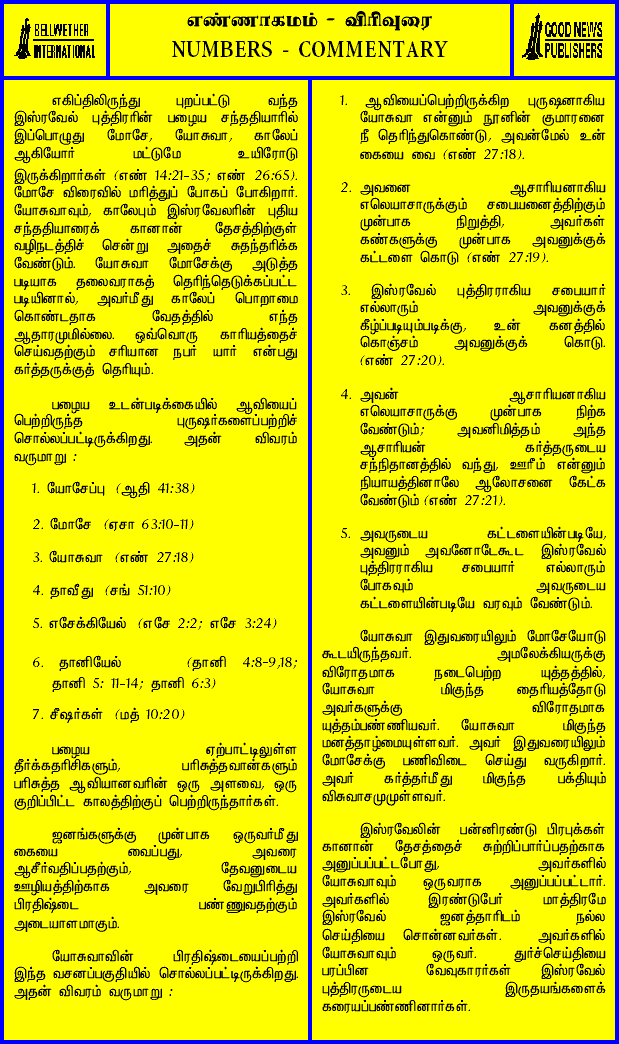 BELLWETHER
INTERNATIONAL
எண்ணாகமம் - விரிவுரை
NUMBERS - COMMENTARY
GOOD NEWS
PUBLISHERS
எகிப்திலிருந்து புறப்பட்டு வந்த
இஸ்ரவேல் புத்திரரின் பழைய சந்ததியாரில்
இப்பொழுது மோசே, யோசுவா, காலேப்
ஆகியோர் மட்டுமே உயிரோடு
இருக்கிறார்கள் (எண் 14:21-35; எண் 26:65).
மோசே விரைவில் மரித்துப் போகப் போகிறார்.
யோசுவாவும், காலேபும் இஸ்ரவேலரின் புதிய
சந்ததியாரைக் கானான் தேசத்திற்குள்
வழிநடத்திச் சென்று அதைச் சுதந்தரிக்க
வேண்டும். யோசுவா மோசேக்கு அடுத்த
படியாக தலைவராகத் தெரிந்தெடுக்கப்பட்ட
படியினால், அவர்மீது காலேப் பொறாமை
கொண்டதாக வேதத்தில் எந்த
ஆதாரமுமில்லை. ஒவ்வொரு காரியத்தைச்
செய்வதற்கும் சரியான நபர் யார் என்பது
கர்த்தருக்குத் தெரியும்.
பழைய உடன்படிக்கையில் ஆவியைப்
பெற்றிருந்த புருஷர்களைப்பற்றிச்
சொல்லப்பட்டிருக்கிறது. அதன் விவரம்
வருமாறு :
1. யோசேப்பு (ஆதி 41:38)
2. மோசே (ஏசா 63:10-11)
3. யோசுவா (எண் 27:18)
4. தாவீது (சங் 51:10)
5. எசேக்கியேல் (எசே 2:2; எசே 3:24)
6. தானியேல் (தானி 4:8-9,18;
தானி 5: 11-14; தானி 6:3)
7. சீஷர்கள் (மத் 10:20)
பழைய ஏற்பாட்டிலுள்ள
தீர்க்கதரிசிகளும், பரிசுத்தவான்களும்
பரிசுத்த ஆவியானவரின் ஒரு அளவை, ஒரு
குறிப்பிட்ட காலத்திற்குப் பெற்றிருந்தார்கள்.
ஜனங்களுக்கு முன்பாக ஒருவர்மீது
கையை வைப்பது, அவரை
ஆசீர்வதிப்பதற்கும், தேவனுடைய
ஊழியத்திற்காக அவரை வேறுபிரித்து
பிரதிஷ்டை பண்ணுவதற்கும்
அடையாளமாகும்.
யோசுவாவின் பிரதிஷ்டையைப்பற்றி
இந்த வசனப்பகுதியில் சொல்லப்பட்டிருக்கிறது.
அதன் விவரம் வருமாறு :
1. ஆவியைப்பெற்றிருக்கிற புருஷனாகிய
யோசுவா என்னும் நூனின் குமாரனை
நீ தெரிந்துகொண்டு, அவன்மேல் உன்
கையை வை (எண் 27:18).
2. அவனை ஆசாரியனாகிய
எலெயாசாருக்கும் சபையனைத்திற்கும்
முன்பாக நிறுத்தி, அவர்கள்
கண்களுக்கு முன்பாக அவனுக்குக்
கட்டளை கொடு (எண் 27:19).
3. இஸ்ரவேல் புத்திரராகிய சபையார்
எல்லாரும் அவனுக்குக்
கீழ்ப்படியும்படிக்கு, உன் கனத்தில்
கொஞ்சம் அவனுக்குக் கொடு.
(எண் 27:20).
4. அவன் ஆசாரியனாகிய
எலெயாசாருக்கு முன்பாக நிற்க
வேண்டும்; அவனிமித்தம் அந்த
ஆசாரியன் கர்த்தருடைய
சந்நிதானத்தில் வந்து, ஊரீம் என்னும்
நியாயத்தினாலே ஆலோசனை கேட்க
வேண்டும் (எண் 27:21).
5. அவருடைய கட்டளையின்படியே,
அவனும் அவனோடேகூட இஸ்ரவேல்
புத்திரராகிய சபையார் எல்லாரும்
போகவும் அவருடைய
கட்டளையின்படியே வரவும் வேண்டும்.
யோசுவா இதுவரையிலும் மோசேயோடு
கூடயிருந்தவர். அமலேக்கியருக்கு
விரோதமாக நடைபெற்ற யுத்தத்தில்,
யோசுவா மிகுந்த தைரியத்தோடு
அவர்களுக்கு விரோதமாக
யுத்தம்பண்ணியவர். யோசுவா மிகுந்த
மனத்தாழ்மையுள்ளவர். அவர் இதுவரையிலும்
மோசேக்கு பணிவிடை செய்து வருகிறார்.
அவர் கர்த்தர்மீது மிகுந்த பக்தியும்
விசுவாசமுமுள்ளவர்.
இஸ்ரவேலின் பன்னிரண்டு பிரபுக்கள்
கானான் தேசத்தைச் சுற்றிப்பார்ப்பதற்காக
அனுப்பப்பட்டபோது, அவர்களில்
யோசுவாவும் ஒருவராக அனுப்பப்பட்டார்.
அவர்களில் இரண்டுபேர் மாத்திரமே
இஸ்ரவேல் ஜனத்தாரிடம் நல்ல
செய்தியை சொன்னவர்கள். அவர்களில்
யோசுவாவும் ஒருவர். துர்ச்செய்தியை
பரப்பின வேவுகாரர்கள் இஸ்ரவேல்
புத்திரருடைய இருதயங்களைக்
கரையப்பண்ணினார்கள்.